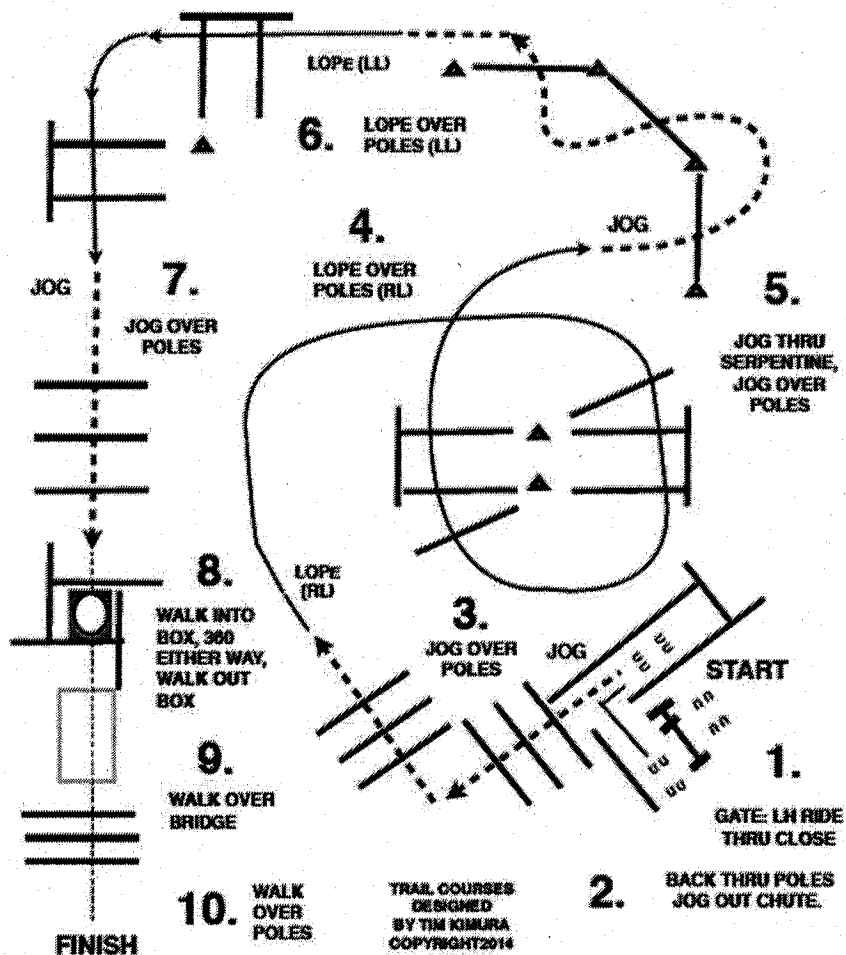 LOPE (LL)
6. LOPE OVER
POLES (LL)
4.
LOPE OVER
POLES (RL)
JOG
JOG
7.
JOG OVER
POLES
5.
JOG THRU
SERPENTINE,
JOG OVER
POLES
8.
WALK INTO
BOX, 360
EITHER WAY,
WALK OUT
BOX
LOPE
(RL)
3.
JOG OVER
POLES
JOG
START
1.
GATE: LH RIDE
THRU CLOSE
9.
WALK OVER
BRIDGE
2. BACK THRU POLES
JOG OUT CHUTE.
10. WALK
OVER
POLES
TRAIL COURSES
DESIGNED
BY TIM KIMURA
COPYRIGHT2014
FINISH